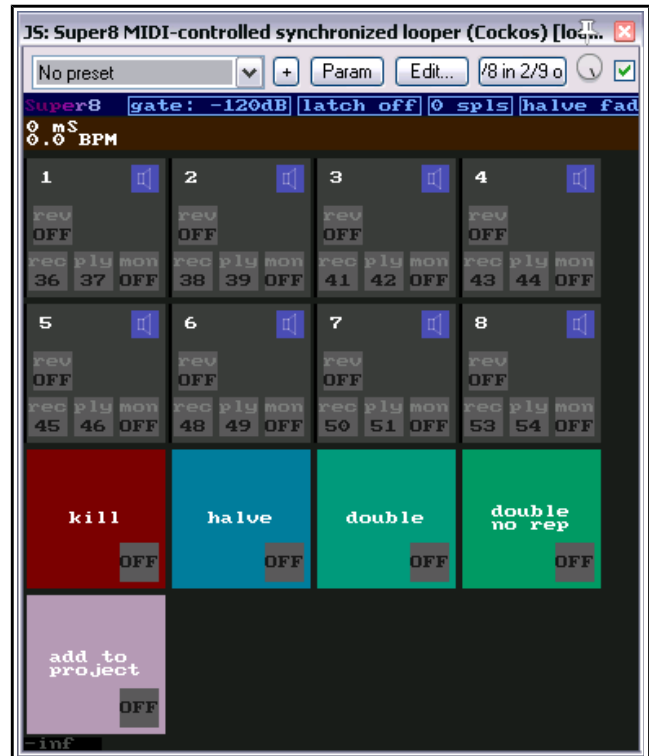 JS: Super8 MIDI-controlled synchronized looper (Cockos) [loa...
No preset + Param Edit... /8 in 2/9 o
Super8 gate: -120dB latch off 0 spls halve fad
0 mS
0.0 BPM
1 2 3 4
rev rev rev rev
OFF OFF OFF OFF
rec ply mon rec ply mon rec ply mon rec ply mon
36 37 OFF 38 39 OFF 41 42 OFF 43 44 OFF
5 6 7 8
rev rev rev rev
OFF OFF OFF OFF
rec ply mon rec ply mon rec ply mon rec ply mon
45 46 OFF 48 49 OFF 50 51 OFF 53 54 OFF
kill halve double double
no rep
OFF OFF OFF OFF
add to
project
OFF
-inf